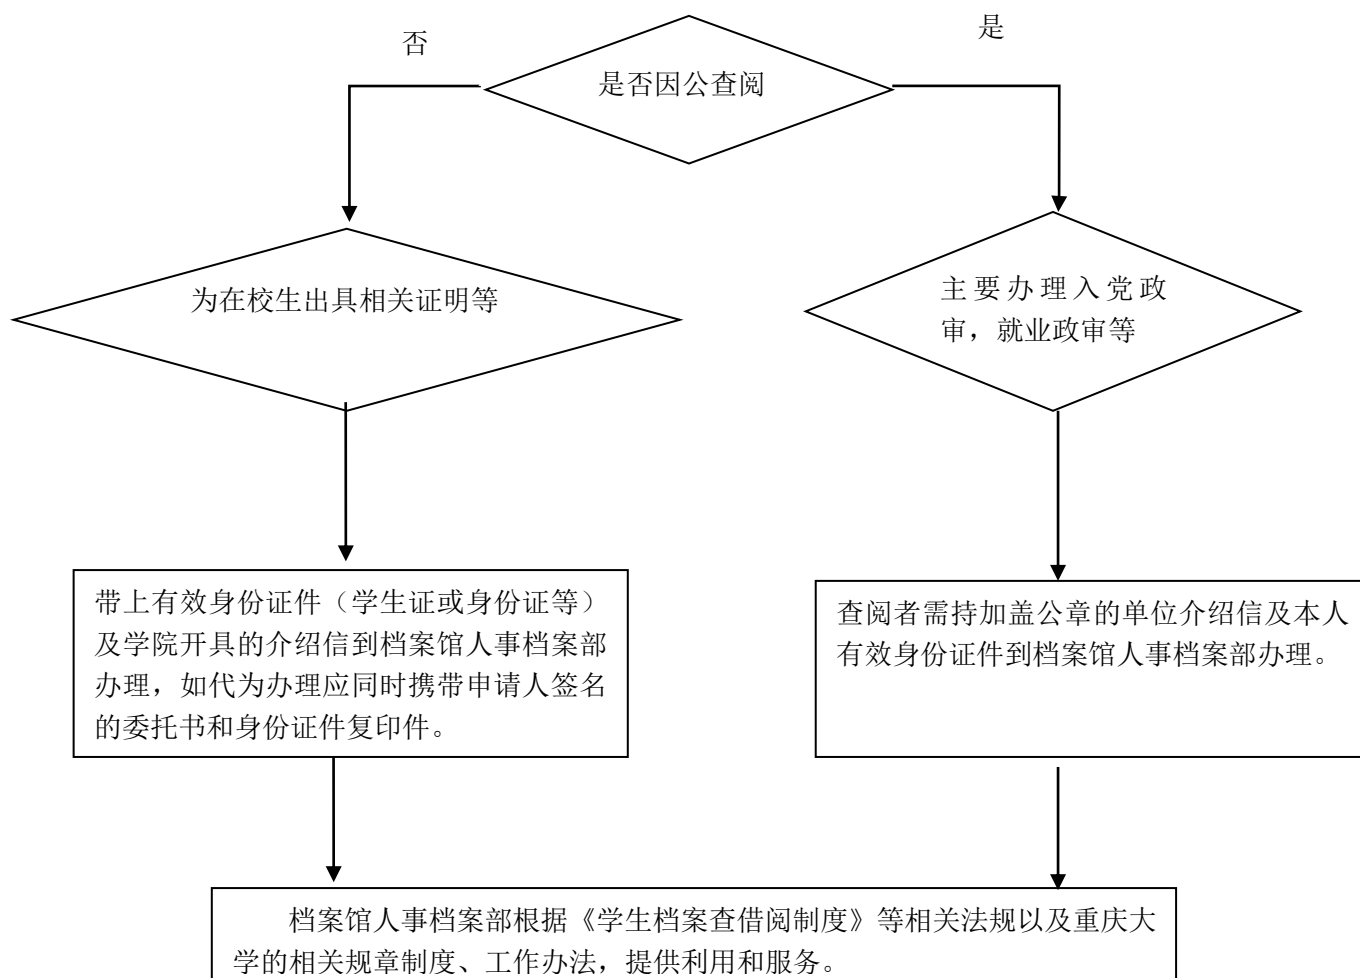 是
否
是否因公查阅
为在校生出具相关证明等
主要办理入党政
审，就业政审等
带上有效身份证件（学生证或身份证等）
及学院开具的介绍信到档案馆人事档案部
办理，如代为办理应同时携带申请人签名
的委托书和身份证件复印件。
查阅者需持加盖公章的单位介绍信及本人
有效身份证件到档案馆人事档案部办理。
档案馆人事档案部根据《学生档案查借阅制度》等相关法规以及重庆大
学的相关规章制度、工作办法，提供利用和服务。